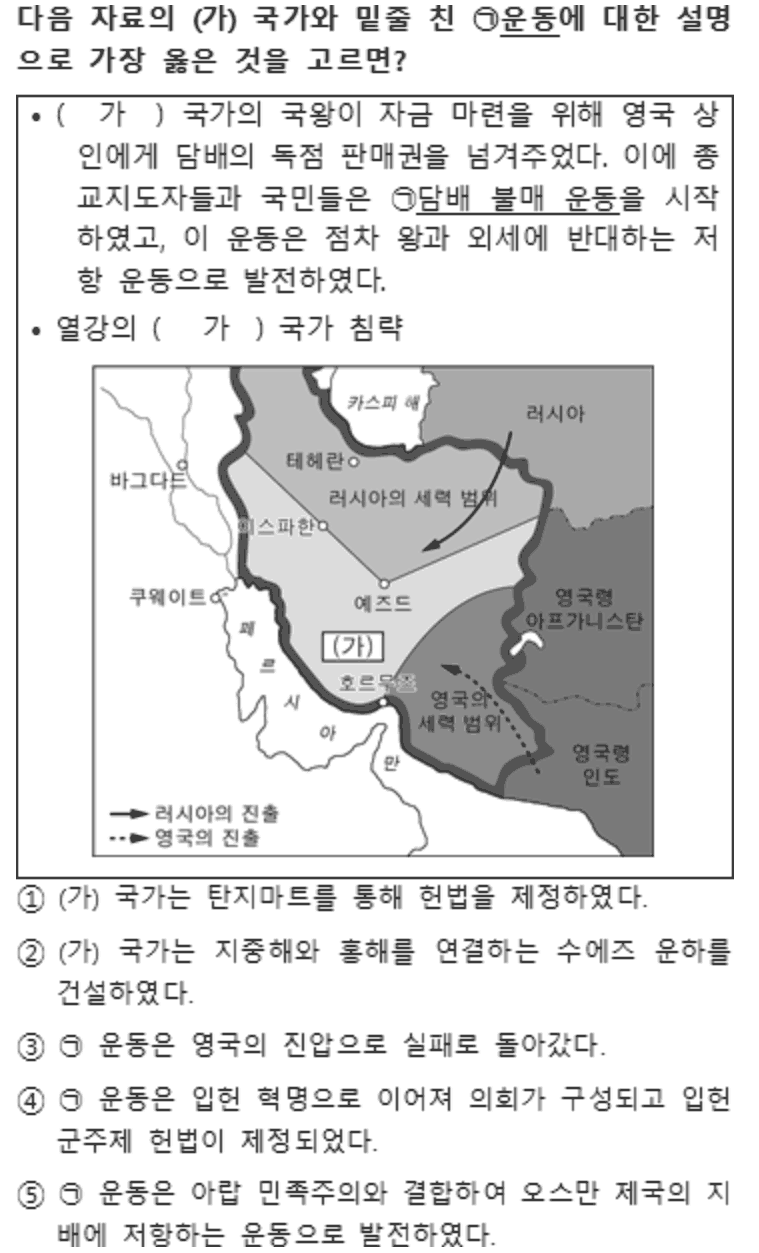 다음 자료의 (가) 국가와 밑줄 친 ㉠운동에 대한 설명
으로 가장 옳은 것을 고르면?
• ( 가 ) 국가의 국왕이 자금 마련을 위해 영국 상
인에게 담배의 독점 판매권을 넘겨주었다. 이에 종
교지도자들과 국민들은 ㉠담배 불매 운동을 시작
하였고, 이 운동은 점차 왕과 외세에 반대하는 저
항 운동으로 발전하였다.
• 열강의 ( 가 ) 국가 침략
카스피 해
러시아
테헤란
바그다드
러시아의 세력 범위
이스파한
예즈드
쿠웨이트
영국령
아프가니스탄
페르시아 만
(가)
호르무즈
영국의
세력 범위
영국령
인도
러시아의 진출
영국의 진출
① (가) 국가는 탄지마트를 통해 헌법을 제정하였다.
② (가) 국가는 지중해와 홍해를 연결하는 수에즈 운하를
건설하였다.
③ ㉠ 운동은 영국의 진압으로 실패로 돌아갔다.
④ ㉠ 운동은 입헌 혁명으로 이어져 의회가 구성되고 입헌
군주제 헌법이 제정되었다.
⑤ ㉠ 운동은 아랍 민족주의와 결합하여 오스만 제국의 지
배에 저항하는 운동으로 발전하였다.